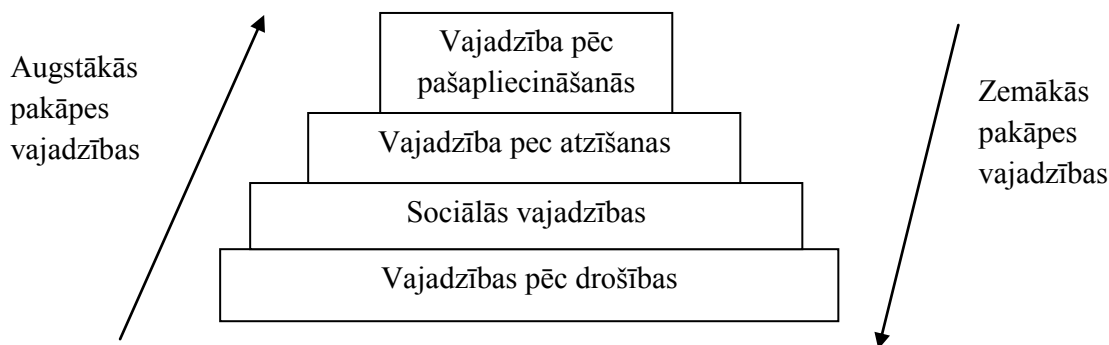 Augstākās
pakāpes
vajadzības
Vajadzība pēc
pašapliecināšanās
Vajadzība pec atzīšanas
Sociālās vajadzības
Vajadzības pēc drošības
Zemākās
pakāpes
vajadzības